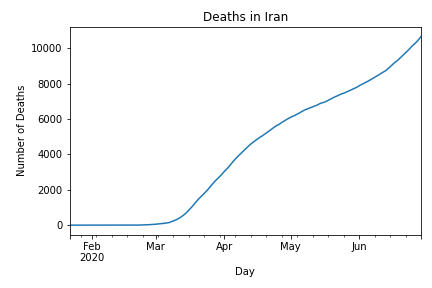 Deaths in Iran
Number of Deaths
10000
8000
6000
4000
2000
0
Feb
2020
Mar
Apr
May
Jun
Day